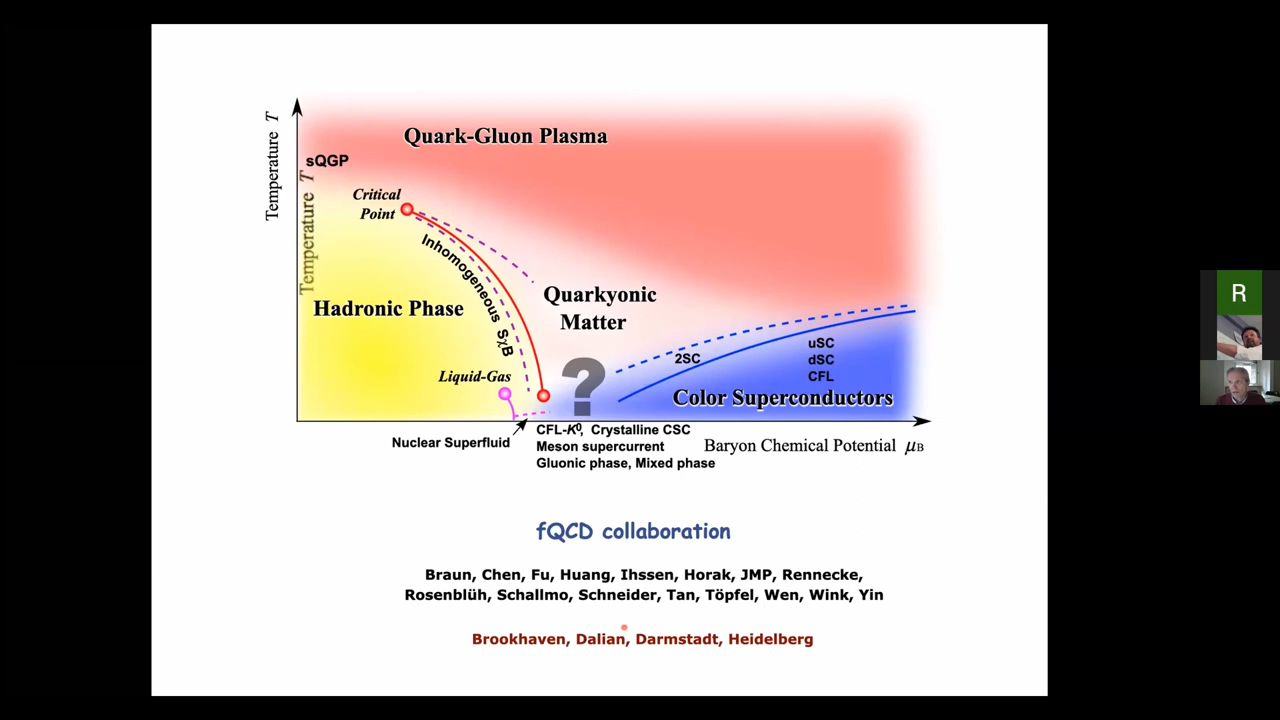 Temperature T
Quark-Gluon Plasma
sQGP
Temperature T
Critical
Point
Inhomogeneous SχB
Quarkyonic
Matter
Hadronic Phase
uSC
2SC
dSC
Liquid-Gas
CFL
?
Color Superconductors
CFL-K⁰, Crystalline CSC
Nuclear Superfluid
Meson supercurrent
Baryon Chemical Potential μB
Gluonic phase, Mixed phase
fQCD collaboration
Braun, Chen, Fu, Huang, Ihssen, Horak, JMP, Rennecke,
Rosenblüh, Schallmo, Schneider, Tan, Töpfel, Wen, Wink, Yin
Brookhaven, Dalian, Darmstadt, Heidelberg
R